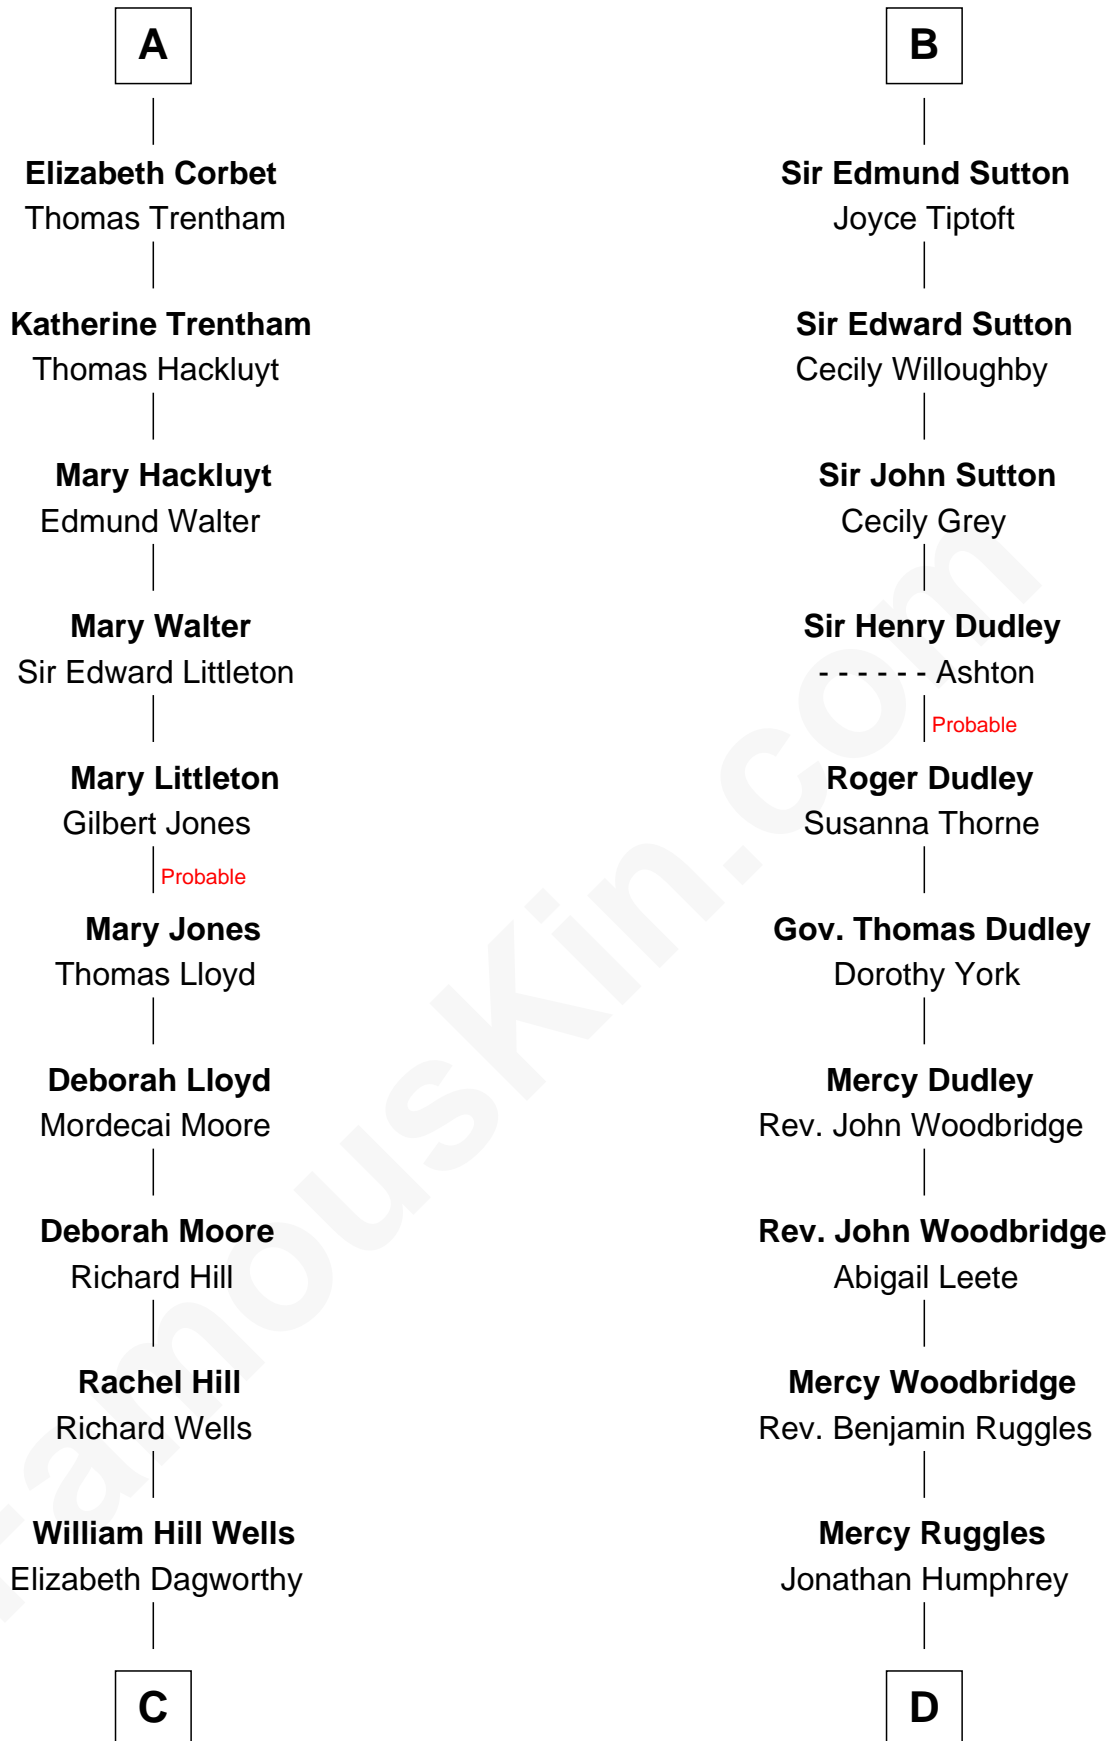 A
Elizabeth Corbet
Thomas Trentham
Katherine Trentham
Thomas Hackluyt
Mary Hackluyt
Edmund Walter
Mary Walter
Sir Edward Littleton
Mary Littleton
Gilbert Jones
Probable
Mary Jones
Thomas Lloyd
Deborah Lloyd
Mordecai Moore
Deborah Moore
Richard Hill
Rachel Hill
Richard Wells
William Hill Wells
Elizabeth Dagworthy
C
B
Sir Edmund Sutton
Joyce Tiptoft
Sir Edward Sutton
Cecily Willoughby
Sir John Sutton
Cecily Grey
Sir Henry Dudley
- - - - - - Ashton
Probable
Roger Dudley
Susanna Thorne
Gov. Thomas Dudley
Dorothy York
Mercy Dudley
Rev. John Woodbridge
Rev. John Woodbridge
Abigail Leete
Mercy Woodbridge
Rev. Benjamin Ruggles
Mercy Ruggles
Jonathan Humphrey
D
FamousKin.com